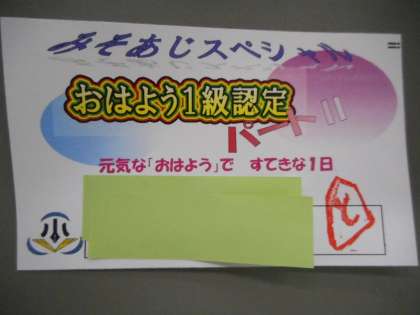 みそあじスペシャル
おはよう1級認定
パートⅡ
元気な「おはよう」で　すてきな1日